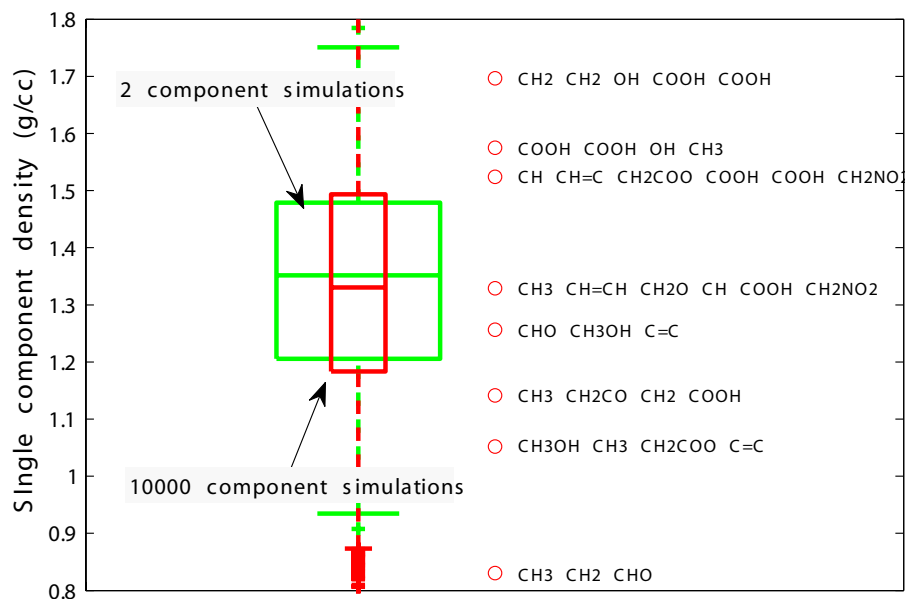 SIngle component density (g/cc)
1.8
1.7
1.6
1.5
1.4
1.3
1.2
1.1
1
0.9
0.8
2 component simulations
10000 component simulations
CH2 CH2 OH COOH COOH
COOH COOH OH CH3
CH CH=C CH2COO COOH COOH CH2NO2
CH3 CH=CH CH2O CH COOH CH2NO2
CHO CH3OH C=C
CH3 CH2CO CH2 COOH
CH3OH CH3 CH2COO C=C
CH3 CH2 CHO